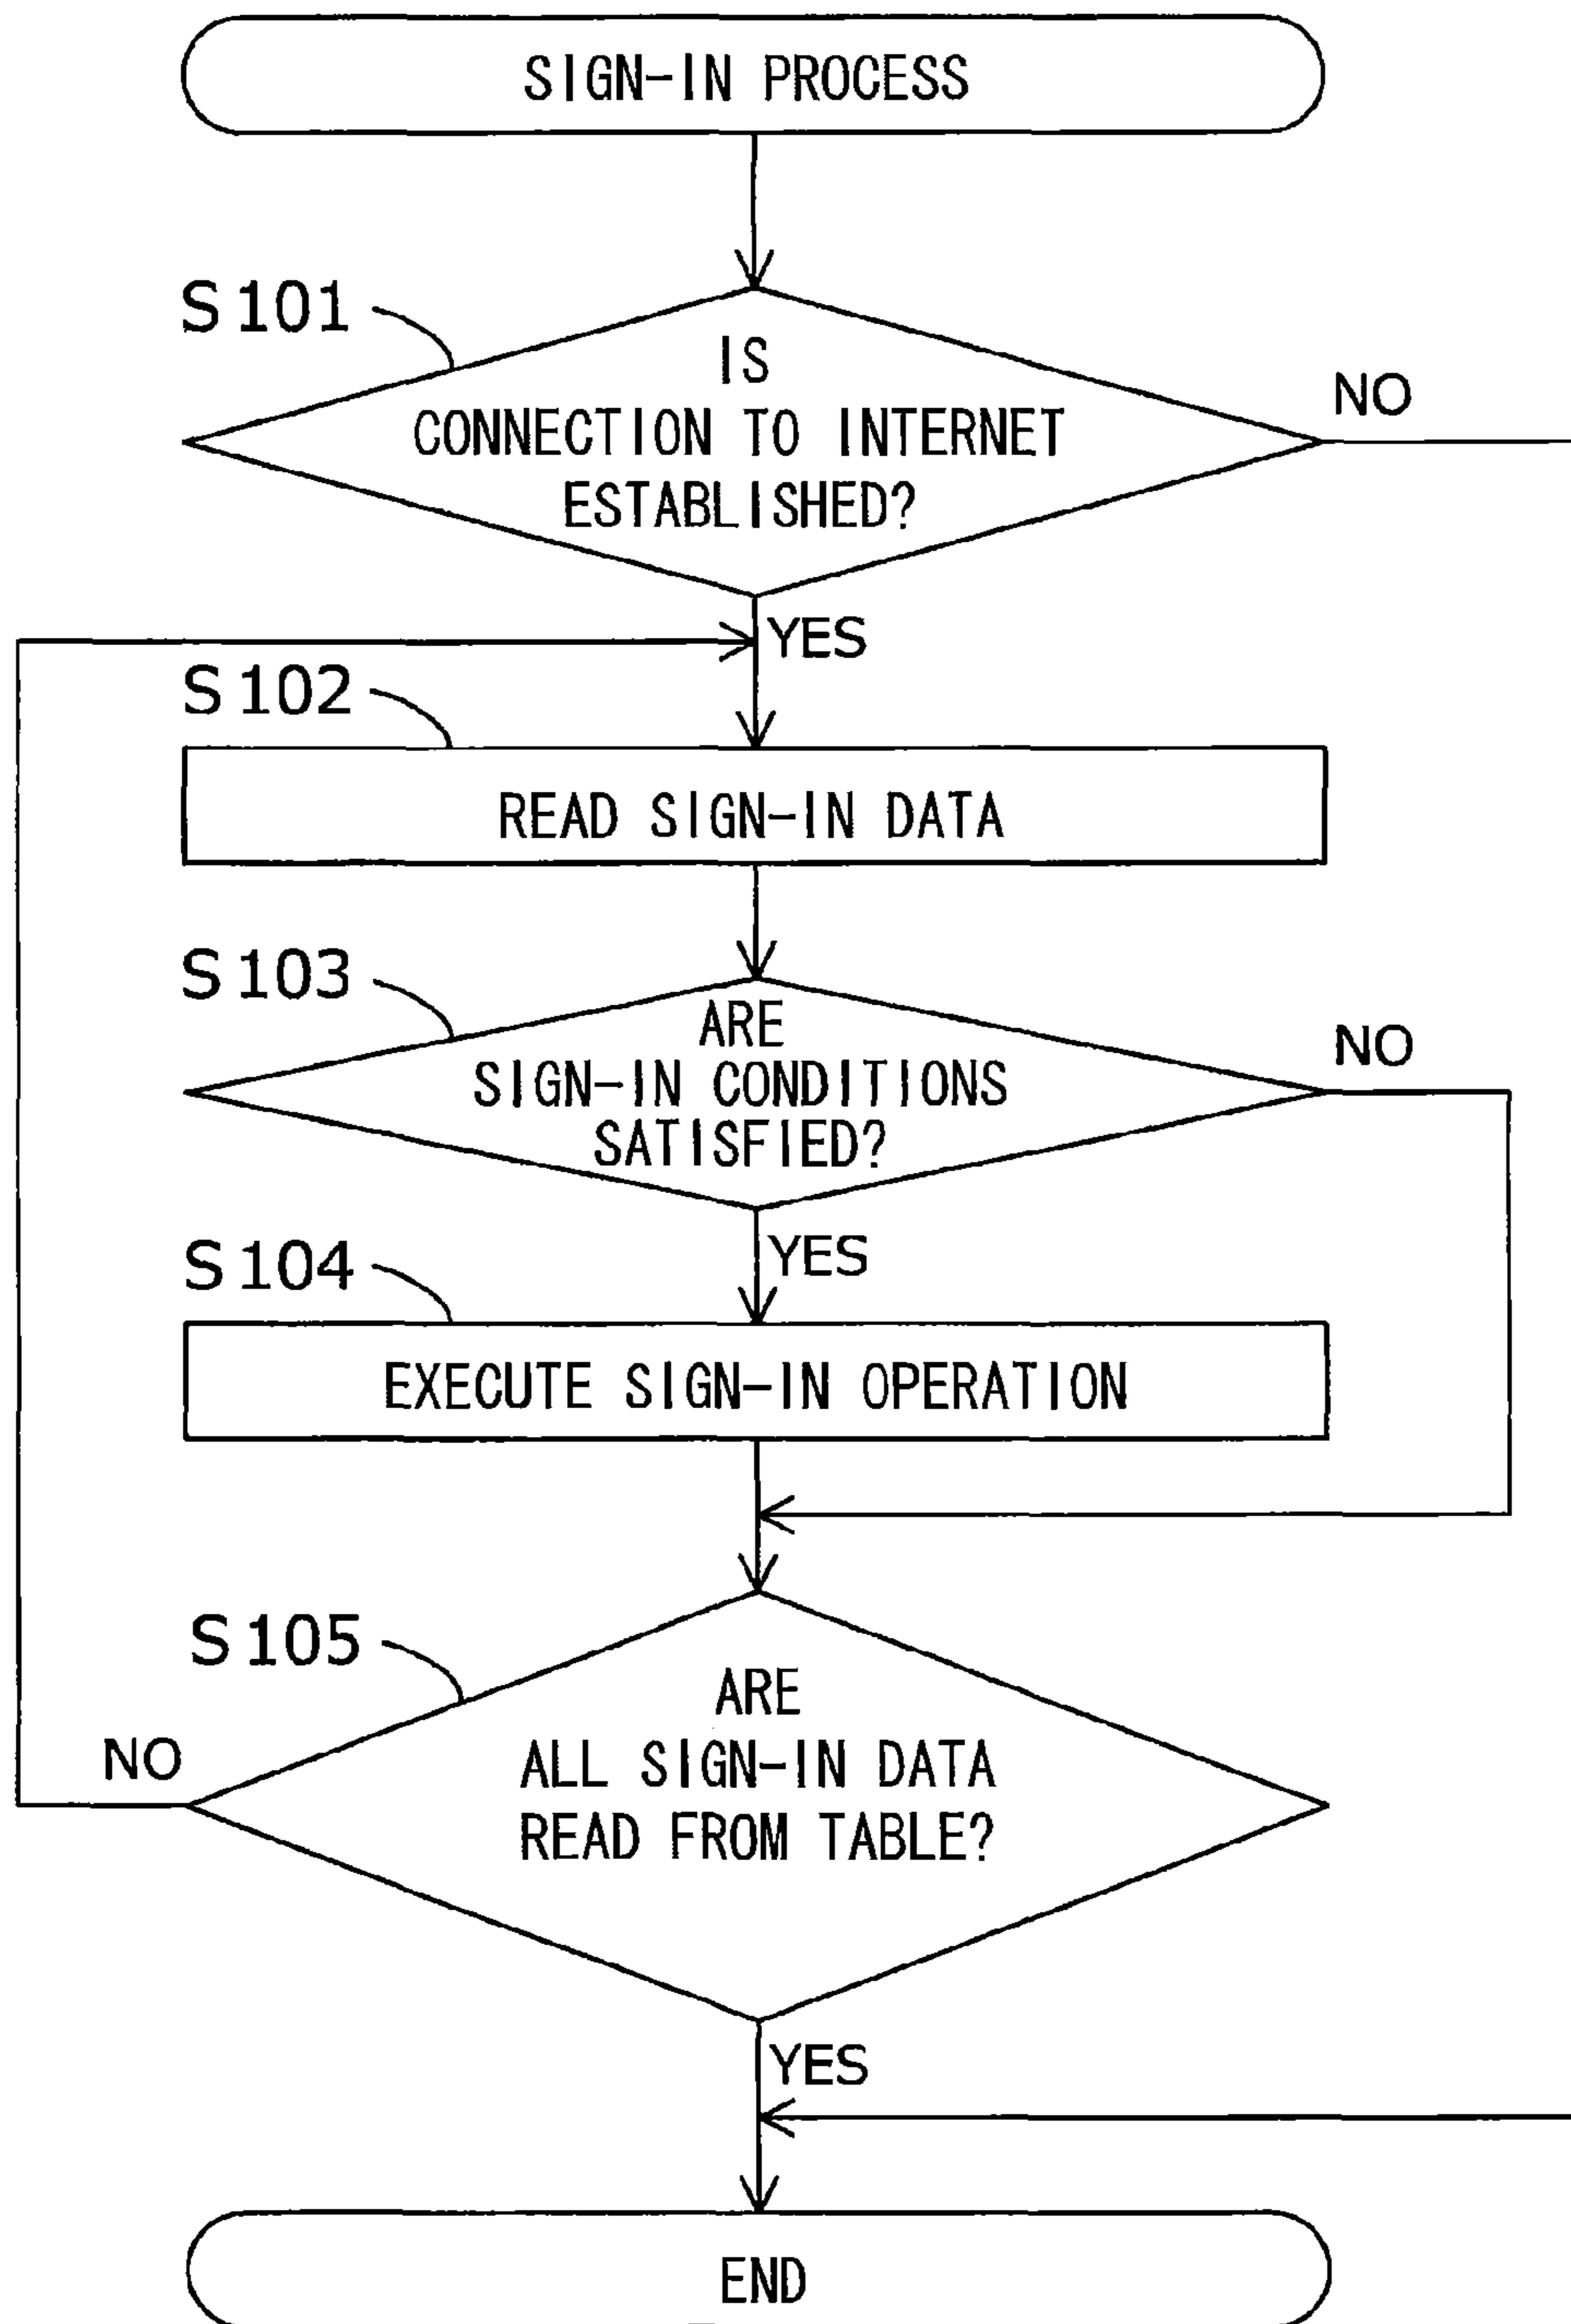 SIGN-IN PROCESS
S101
IS
CONNECTION TO INTERNET
ESTABLISHED?
NO
YES
S102
READ SIGN-IN DATA
S103
ARE
SIGN-IN CONDITIONS
SATISFIED?
NO
YES
S104
EXECUTE SIGN-IN OPERATION
S105
ARE
ALL SIGN-IN DATA
READ FROM TABLE?
NO
YES
END